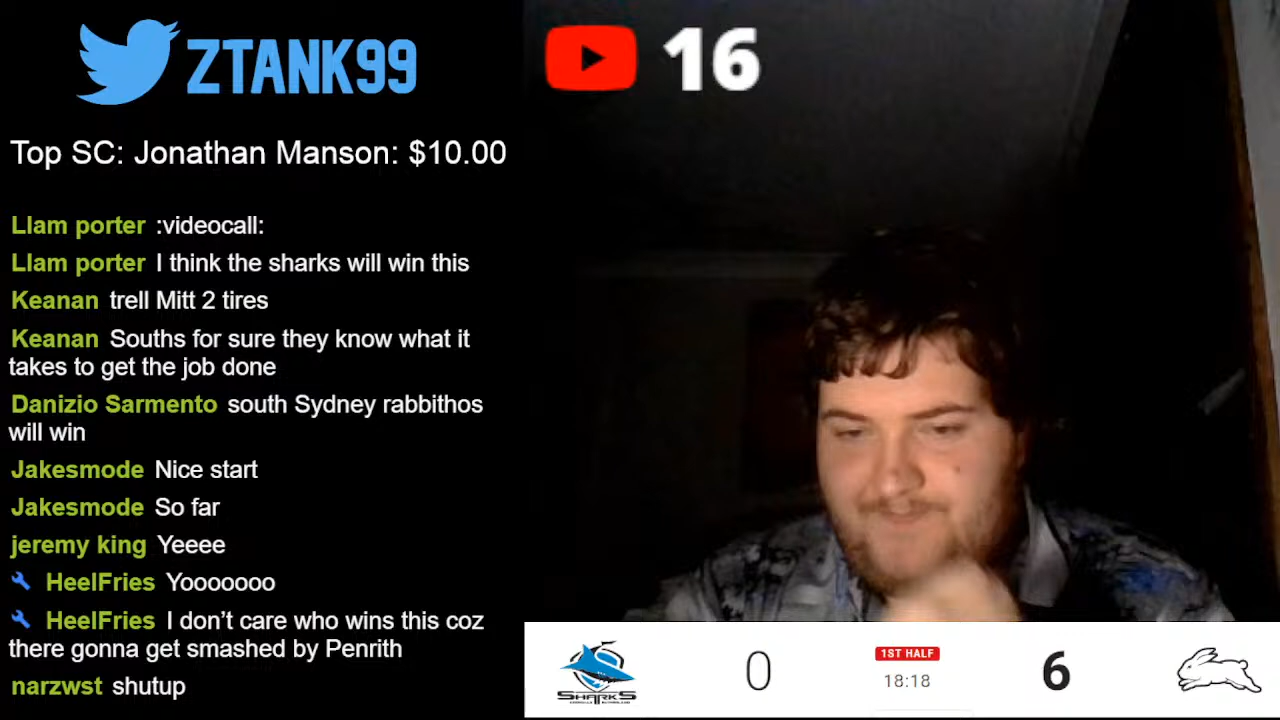 ZTANK99
16
Top SC: Jonathan Manson: $10.00
Llam porter :videocall:
Llam porter I think the sharks will win this
Keanan trell Mitt 2 tires
Keanan Souths for sure they know what it
takes to get the job done
Danizio Sarmento south Sydney rabbithos
will win
Jakesmode Nice start
Jakesmode So far
jeremy king Yeeee
HeelFries Yooooooo
HeelFries I don’t care who wins this coz
there gonna get smashed by Penrith
narzwst shutup
SHARKS
0
1ST HALF
18:18
6